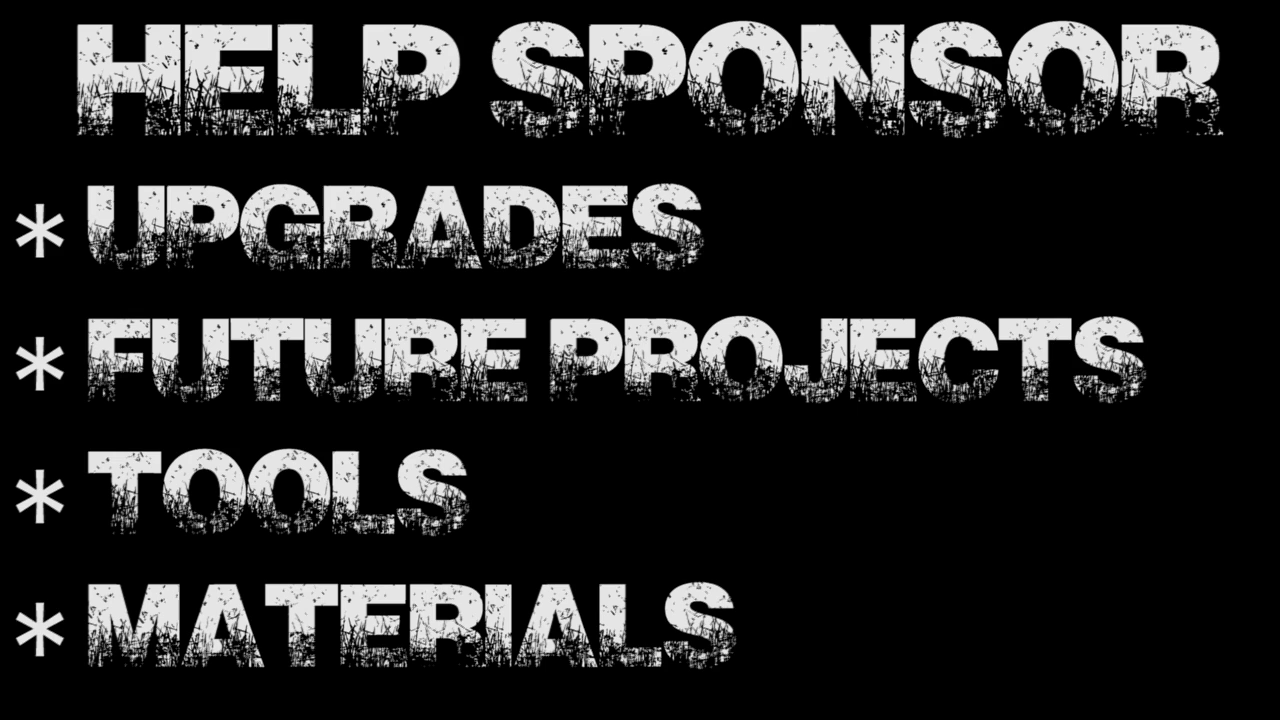 HELP SPONSOR
* UPGRADES
* FUTURE PROJECTS
* TOOLS
* MATERIALS